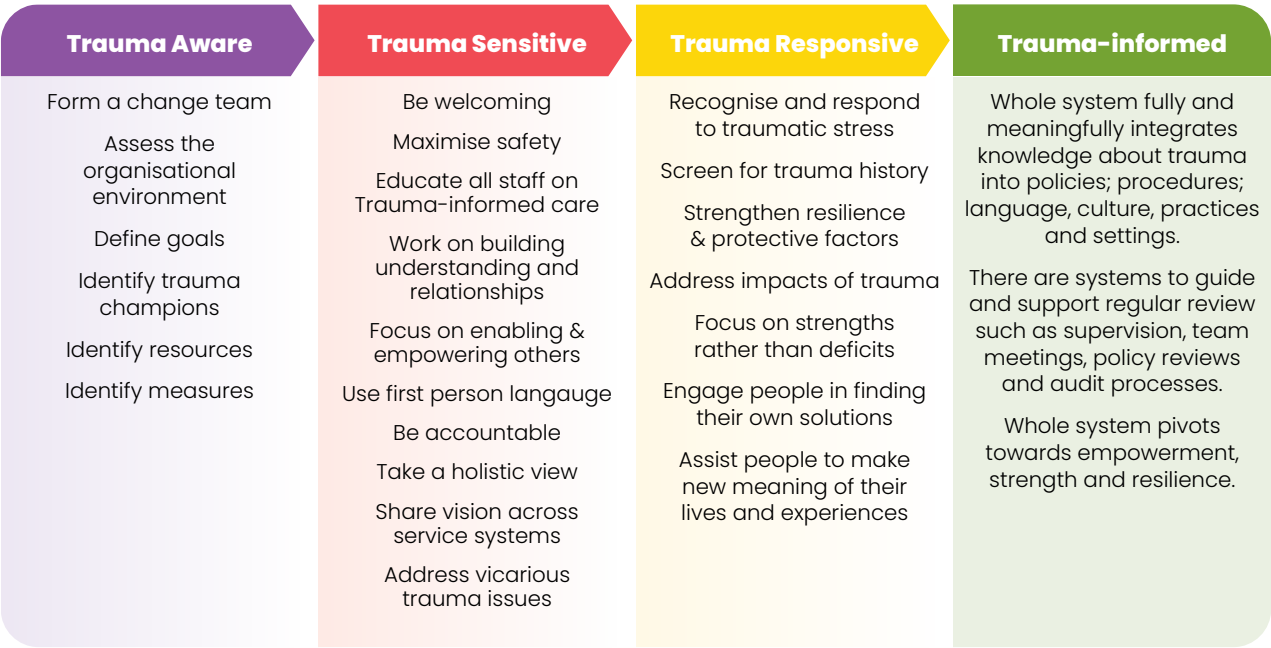 Trauma Aware
Form a change team
Assess the
organisational
environment
Define goals
Identify trauma
champions
Identify resources
Identify measures
Trauma Sensitive
Be welcoming
Maximise safety
Educate all staff on
Trauma-informed care
Work on building
understanding and
relationships
Focus on enabling &
empowering others
Use first person langauge
Be accountable
Take a holistic view
Share vision across
service systems
Address vicarious
trauma issues
Trauma Responsive
Recognise and respond
to traumatic stress
Screen for trauma history
Strengthen resilience
& protective factors
Address impacts of trauma
Focus on strengths
rather than deficits
Engage people in finding
their own solutions
Assist people to make
new meaning of their
lives and experiences
Trauma-informed
Whole system fully and
meaningfully integrates
knowledge about trauma
into policies; procedures;
language, culture, practices
and settings.
There are systems to guide
and support regular review
such as supervision, team
meetings, policy reviews
and audit processes.
Whole system pivots
towards empowerment,
strength and resilience.